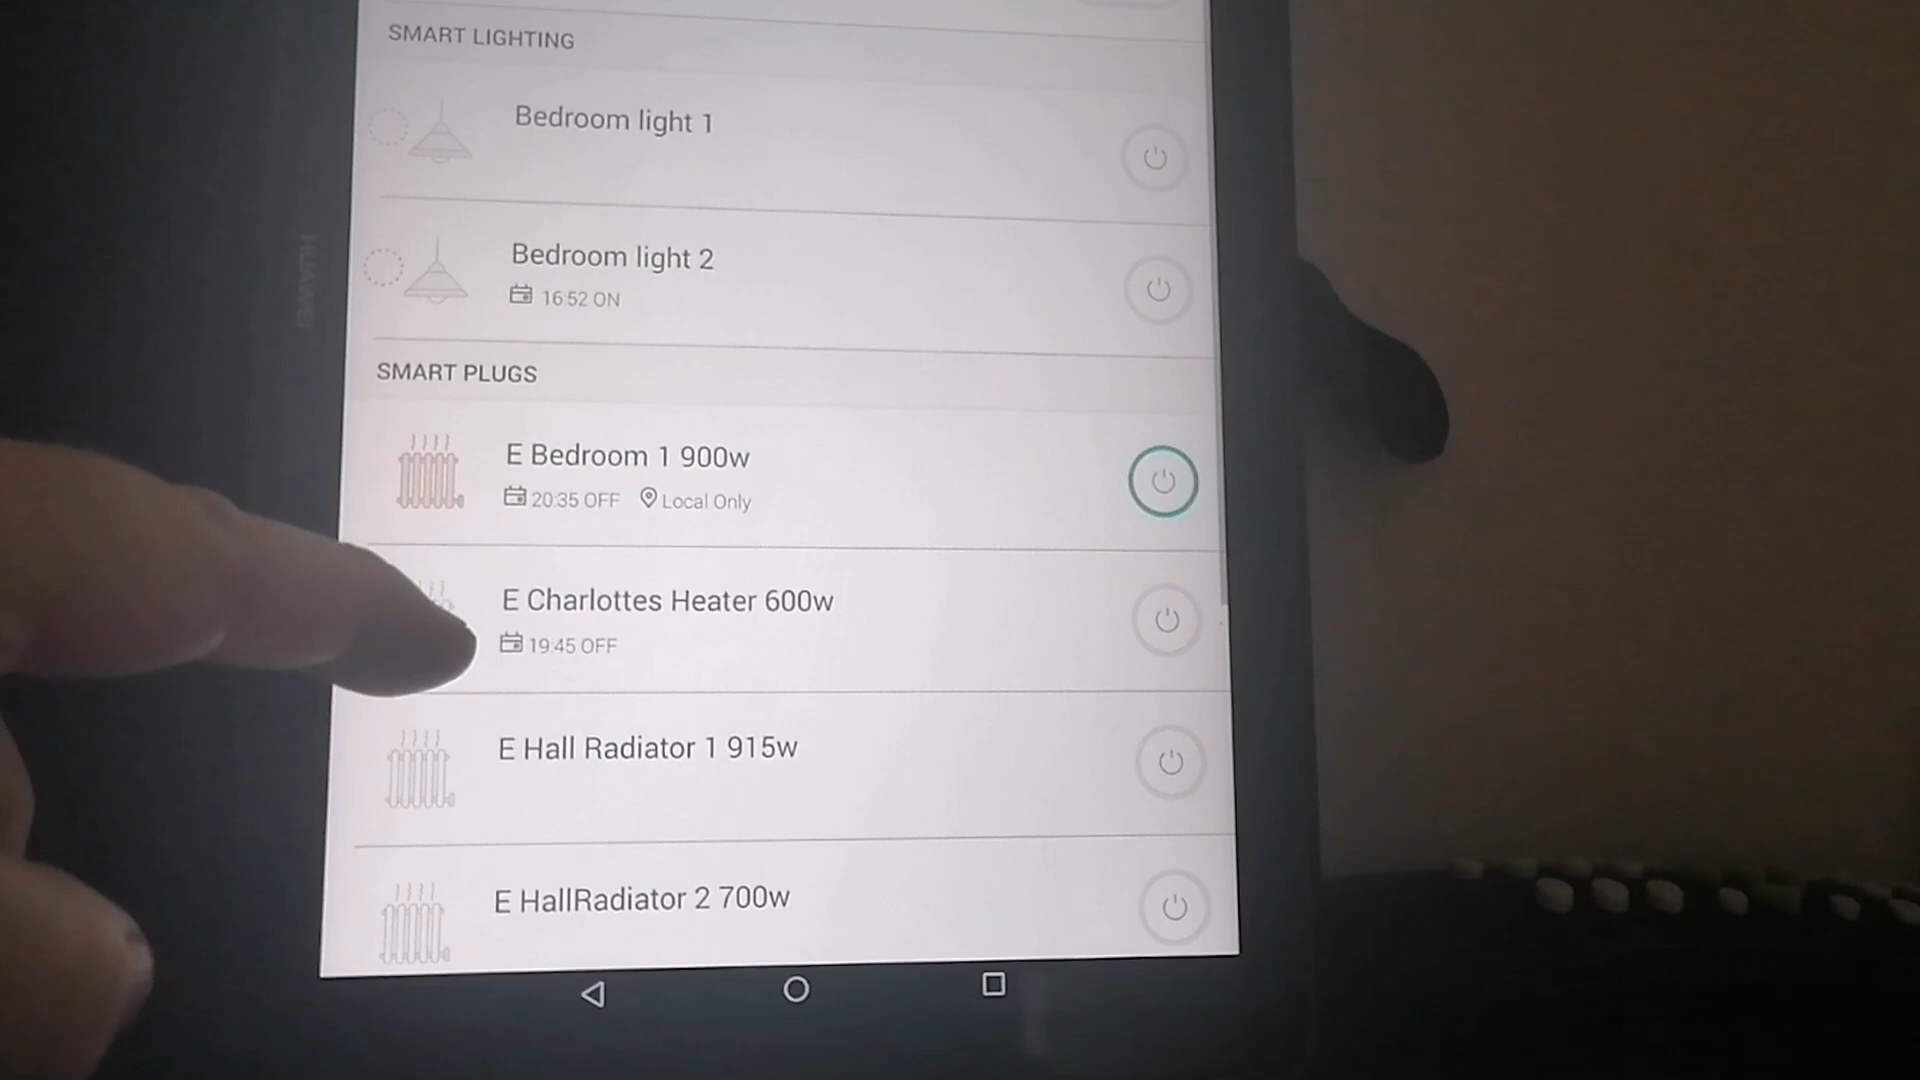 SMART LIGHTING
Bedroom light 1
Bedroom light 2
16:52 ON
SMART PLUGS
E Bedroom 1 900w
20:35 OFF Local Only
E Charlottes Heater 600w
19:45 OFF
E Hall Radiator 1 915w
E HallRadiator 2 700w
HUAWEI